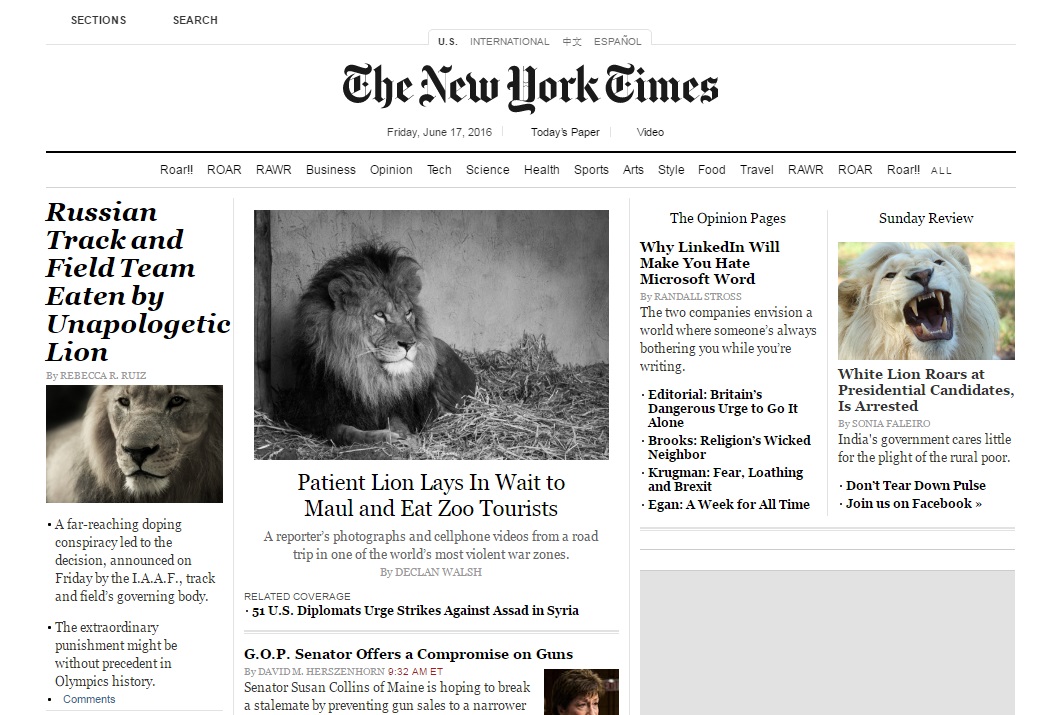 SECTIONS SEARCH
U.S. INTERNATIONAL 中文 ESPAÑOL
The New York Times
Friday, June 17, 2016 Today's Paper Video
Roar!! ROAR RAWR Business Opinion Tech Science Health Sports Arts Style Food Travel RAWR ROAR Roar!! ALL
Russian
Track and
Field Team
Eaten by
Unapologetic
Lion
By REBECCA R. RUIZ
• A far-reaching doping
conspiracy led to the
decision, announced on
Friday by the I.A.A.F., track
and field's governing body.
• The extraordinary
punishment might be
without precedent in
Olympics history.
• Comments
Patient Lion Lays In Wait to
Maul and Eat Zoo Tourists
A reporter's photographs and cellphone videos from a road
trip in one of the world's most violent war zones.
By DECLAN WALSH
RELATED COVERAGE
· 51 U.S. Diplomats Urge Strikes Against Assad in Syria
G.O.P. Senator Offers a Compromise on Guns
By DAVID M. HERSZENHORN 9:32 AM ET
Senator Susan Collins of Maine is hoping to break
a stalemate by preventing gun sales to a narrower
The Opinion Pages
Why LinkedIn Will
Make You Hate
Microsoft Word
By RANDALL STROSS
The two companies envision a
world where someone's always
bothering you while you're
writing.
· Editorial: Britain's
Dangerous Urge to Go It
Alone
· Brooks: Religion's Wicked
Neighbor
· Krugman: Fear, Loathing
and Brexit
· Egan: A Week for All Time
Sunday Review
White Lion Roars at
Presidential Candidates,
Is Arrested
By SONIA FALEIRO
India's government cares little
for the plight of the rural poor.
· Don't Tear Down Pulse
· Join us on Facebook »